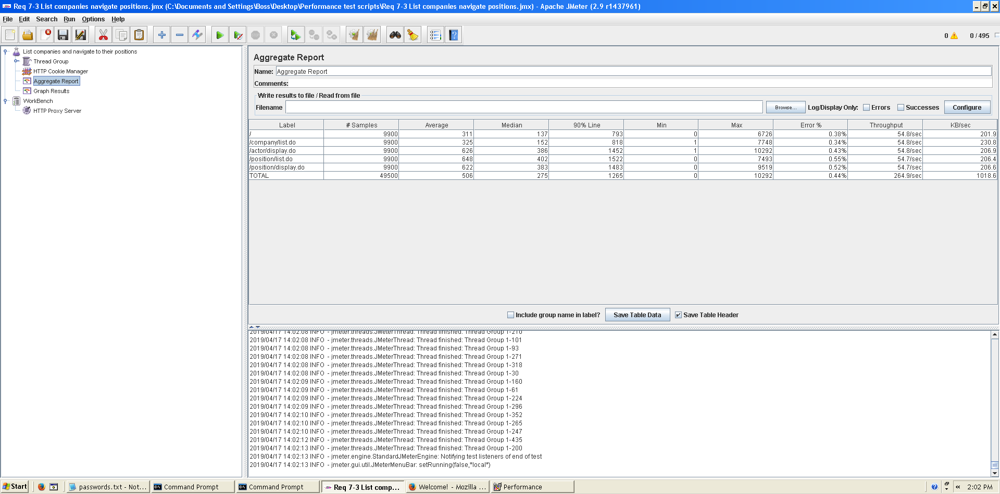 Req 7-3 List companies navigate positions.jmx (C:\Documents and Settings\Boss\Desktop\Performance test scripts\Req 7-3 List companies navigate positions.jmx) - Apache JMeter (2.9 r1437961)
File Edit Search Run Options Help
0 0 / 495
List companies and navigate to their positions
Thread Group
HTTP Cookie Manager
Aggregate Report
Graph Results
WorkBench
HTTP Proxy Server
Aggregate Report
Name: Aggregate Report
Comments:
Write results to file / Read from file
Filename Browse... Log/Display Only: Errors Successes Configure
Label # Samples Average Median 90% Line Min Max Error % Throughput KB/sec
/ 9900 311 137 793 0 6726 0.38% 54.8/sec 201.9
/company/list.do 9900 325 152 818 1 7748 0.34% 54.8/sec 230.8
/actor/display.do 9900 626 386 1452 1 10292 0.43% 54.8/sec 206.9
/position/list.do 9900 648 402 1522 0 7493 0.55% 54.7/sec 206.4
/position/display.do 9900 622 383 1483 0 9519 0.52% 54.7/sec 206.6
TOTAL 49500 506 275 1265 0 10292 0.44% 264.9/sec 1018.6
Include group name in label? Save Table Data Save Table Header
2019/04/17 14:02:08 INFO - jmeter.threads.JMeterThread: Thread finished: Thread Group 1-210
2019/04/17 14:02:08 INFO - jmeter.threads.JMeterThread: Thread finished: Thread Group 1-101
2019/04/17 14:02:08 INFO - jmeter.threads.JMeterThread: Thread finished: Thread Group 1-93
2019/04/17 14:02:08 INFO - jmeter.threads.JMeterThread: Thread finished: Thread Group 1-271
2019/04/17 14:02:08 INFO - jmeter.threads.JMeterThread: Thread finished: Thread Group 1-318
2019/04/17 14:02:08 INFO - jmeter.threads.JMeterThread: Thread finished: Thread Group 1-30
2019/04/17 14:02:09 INFO - jmeter.threads.JMeterThread: Thread finished: Thread Group 1-160
2019/04/17 14:02:09 INFO - jmeter.threads.JMeterThread: Thread finished: Thread Group 1-61
2019/04/17 14:02:09 INFO - jmeter.threads.JMeterThread: Thread finished: Thread Group 1-224
2019/04/17 14:02:09 INFO - jmeter.threads.JMeterThread: Thread finished: Thread Group 1-296
2019/04/17 14:02:10 INFO - jmeter.threads.JMeterThread: Thread finished: Thread Group 1-352
2019/04/17 14:02:10 INFO - jmeter.threads.JMeterThread: Thread finished: Thread Group 1-265
2019/04/17 14:02:10 INFO - jmeter.threads.JMeterThread: Thread finished: Thread Group 1-247
2019/04/17 14:02:12 INFO - jmeter.threads.JMeterThread: Thread finished: Thread Group 1-435
2019/04/17 14:02:13 INFO - jmeter.threads.JMeterThread: Thread finished: Thread Group 1-200
2019/04/17 14:02:13 INFO - jmeter.engine.StandardJMeterEngine: Notifying test listeners of end of test
2019/04/17 14:02:13 INFO - jmeter.gui.util.JMeterMenuBar: setRunning(false,*local*)
Start passwords.txt - Not... Command Prompt Command Prompt Req 7-3 List comp... Welcome! - Mozilla ... Performance 2:02 PM